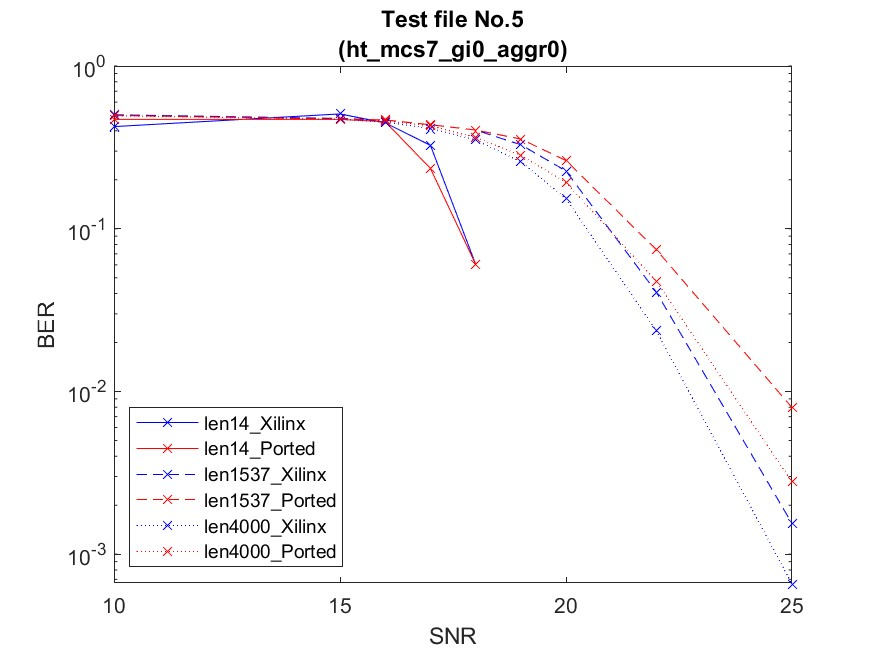 Test file No.5
(ht_mcs7_gi0_aggr0)
10^0
10^-1
10^-2
10^-3
BER
len14_Xilinx
len14_Ported
len1537_Xilinx
len1537_Ported
len4000_Xilinx
len4000_Ported
10 15 20 25
SNR